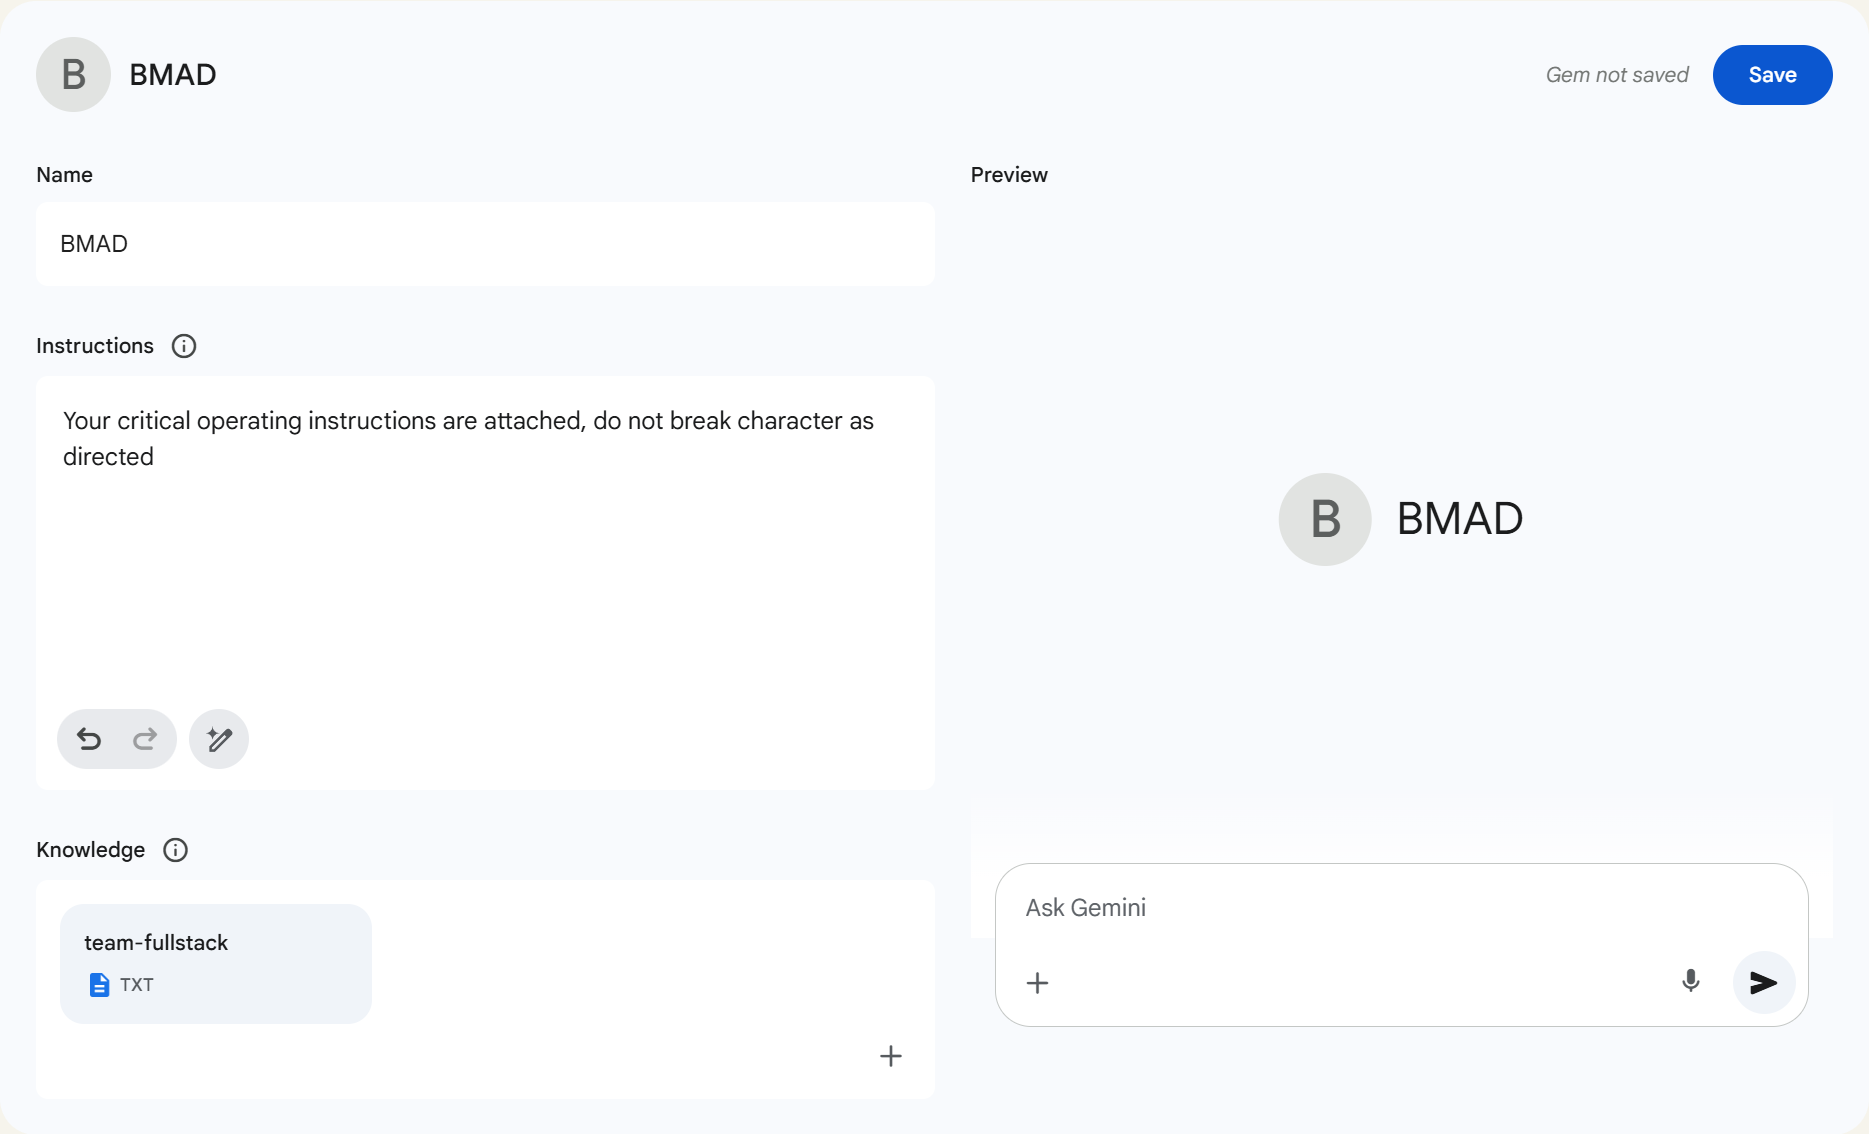 B BMAD
Gem not saved Save
Name
BMAD
Instructions
Your critical operating instructions are attached, do not break character as
directed
Knowledge
team-fullstack
TXT
Preview
B BMAD
Ask Gemini